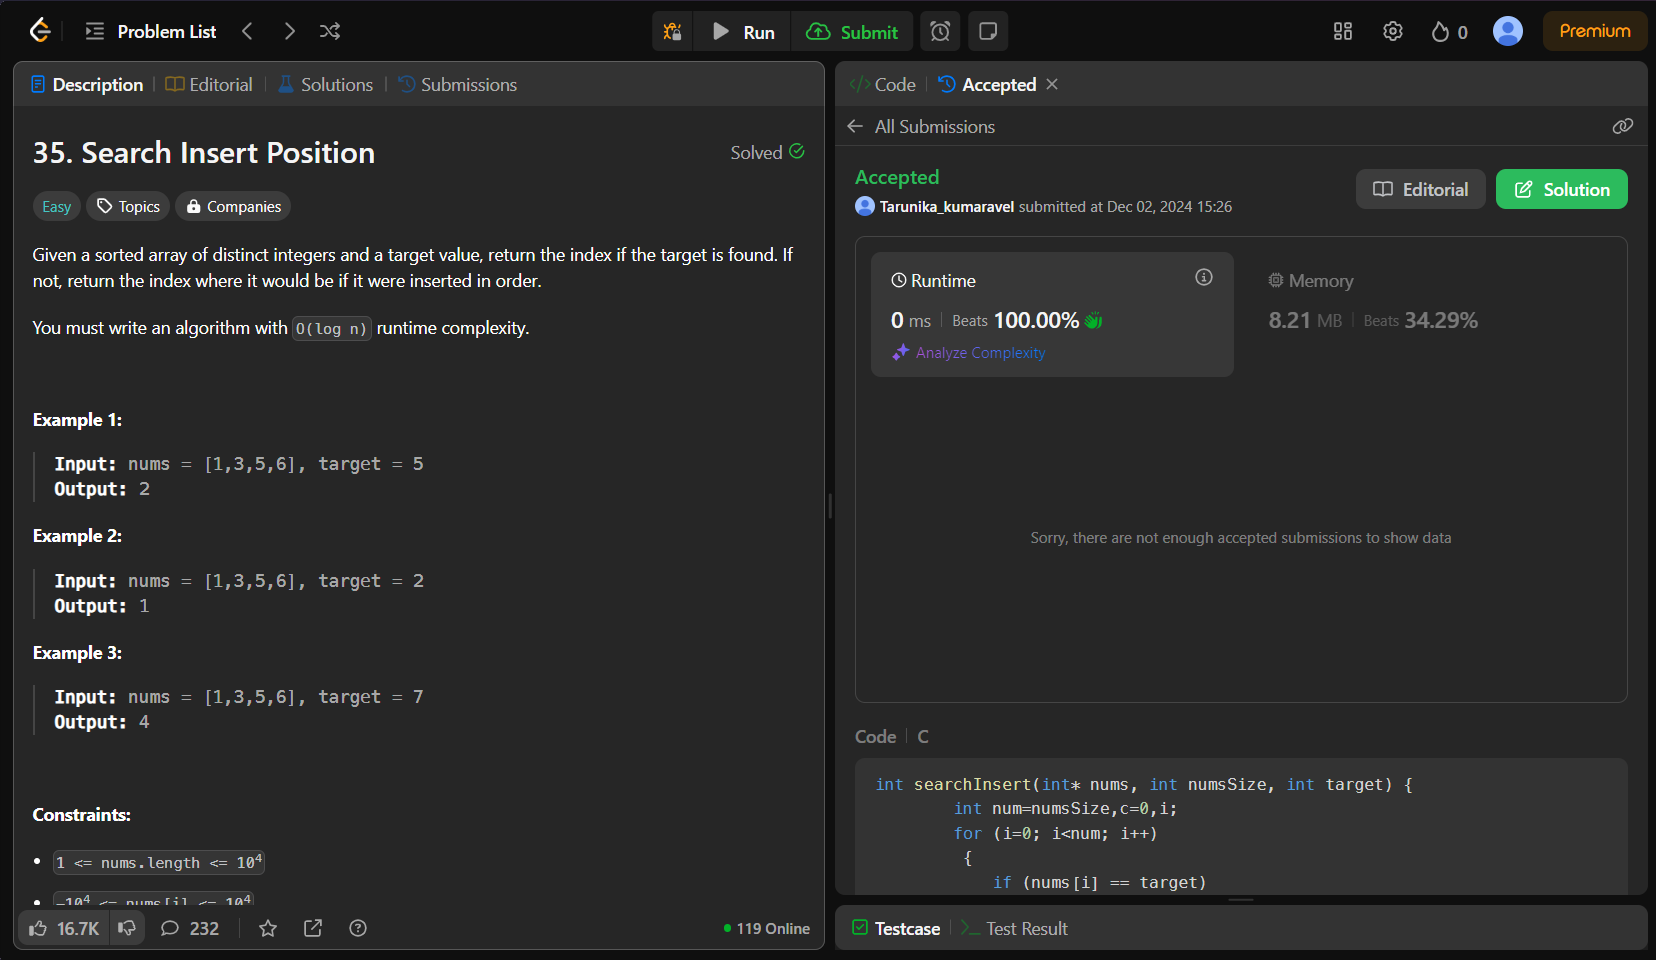 Problem List
Run
Submit
0
Premium
Description
Editorial
Solutions
Submissions
35. Search Insert Position
Solved
Easy
Topics
Companies
Given a sorted array of distinct integers and a target value, return the index if the target is found. If
not, return the index where it would be if it were inserted in order.
You must write an algorithm with O(log n) runtime complexity.
Example 1:
Input: nums = [1,3,5,6], target = 5
Output: 2
Example 2:
Input: nums = [1,3,5,6], target = 2
Output: 1
Example 3:
Input: nums = [1,3,5,6], target = 7
Output: 4
Constraints:
• 1 <= nums.length <= 10⁴
• -10⁴ <= nums[i] <= 10⁴
16.7K
232
119 Online
</> Code
Accepted
All Submissions
Accepted
Tarunika_kumaravel submitted at Dec 02, 2024 15:26
Editorial
Solution
Runtime
0 ms | Beats 100.00%
Analyze Complexity
Memory
8.21 MB | Beats 34.29%
Sorry, there are not enough accepted submissions to show data
Code | C
int searchInsert(int* nums, int numsSize, int target) {
int num=numsSize,c=0,i;
for (i=0; i<num; i++)
{
if (nums[i] == target)
Testcase
Test Result